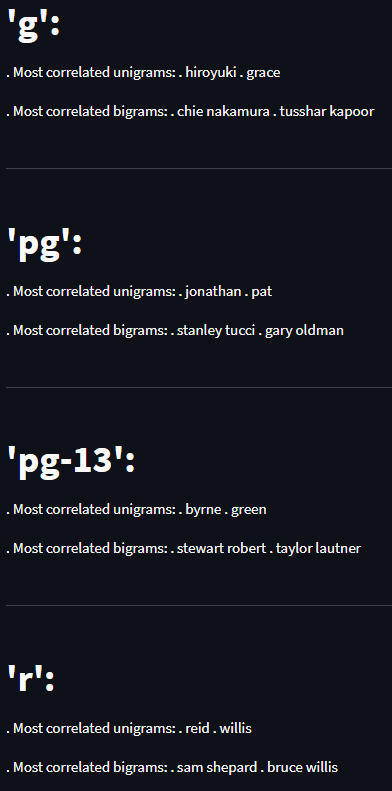 'g':
. Most correlated unigrams: . hiroyuki . grace
. Most correlated bigrams: . chie nakamura . tusshar kapoor
'pg':
. Most correlated unigrams: . jonathan . pat
. Most correlated bigrams: . stanley tucci . gary oldman
'pg-13':
. Most correlated unigrams: . byrne . green
. Most correlated bigrams: . stewart robert . taylor lautner
'r':
. Most correlated unigrams: . reid . willis
. Most correlated bigrams: . sam shepard . bruce willis